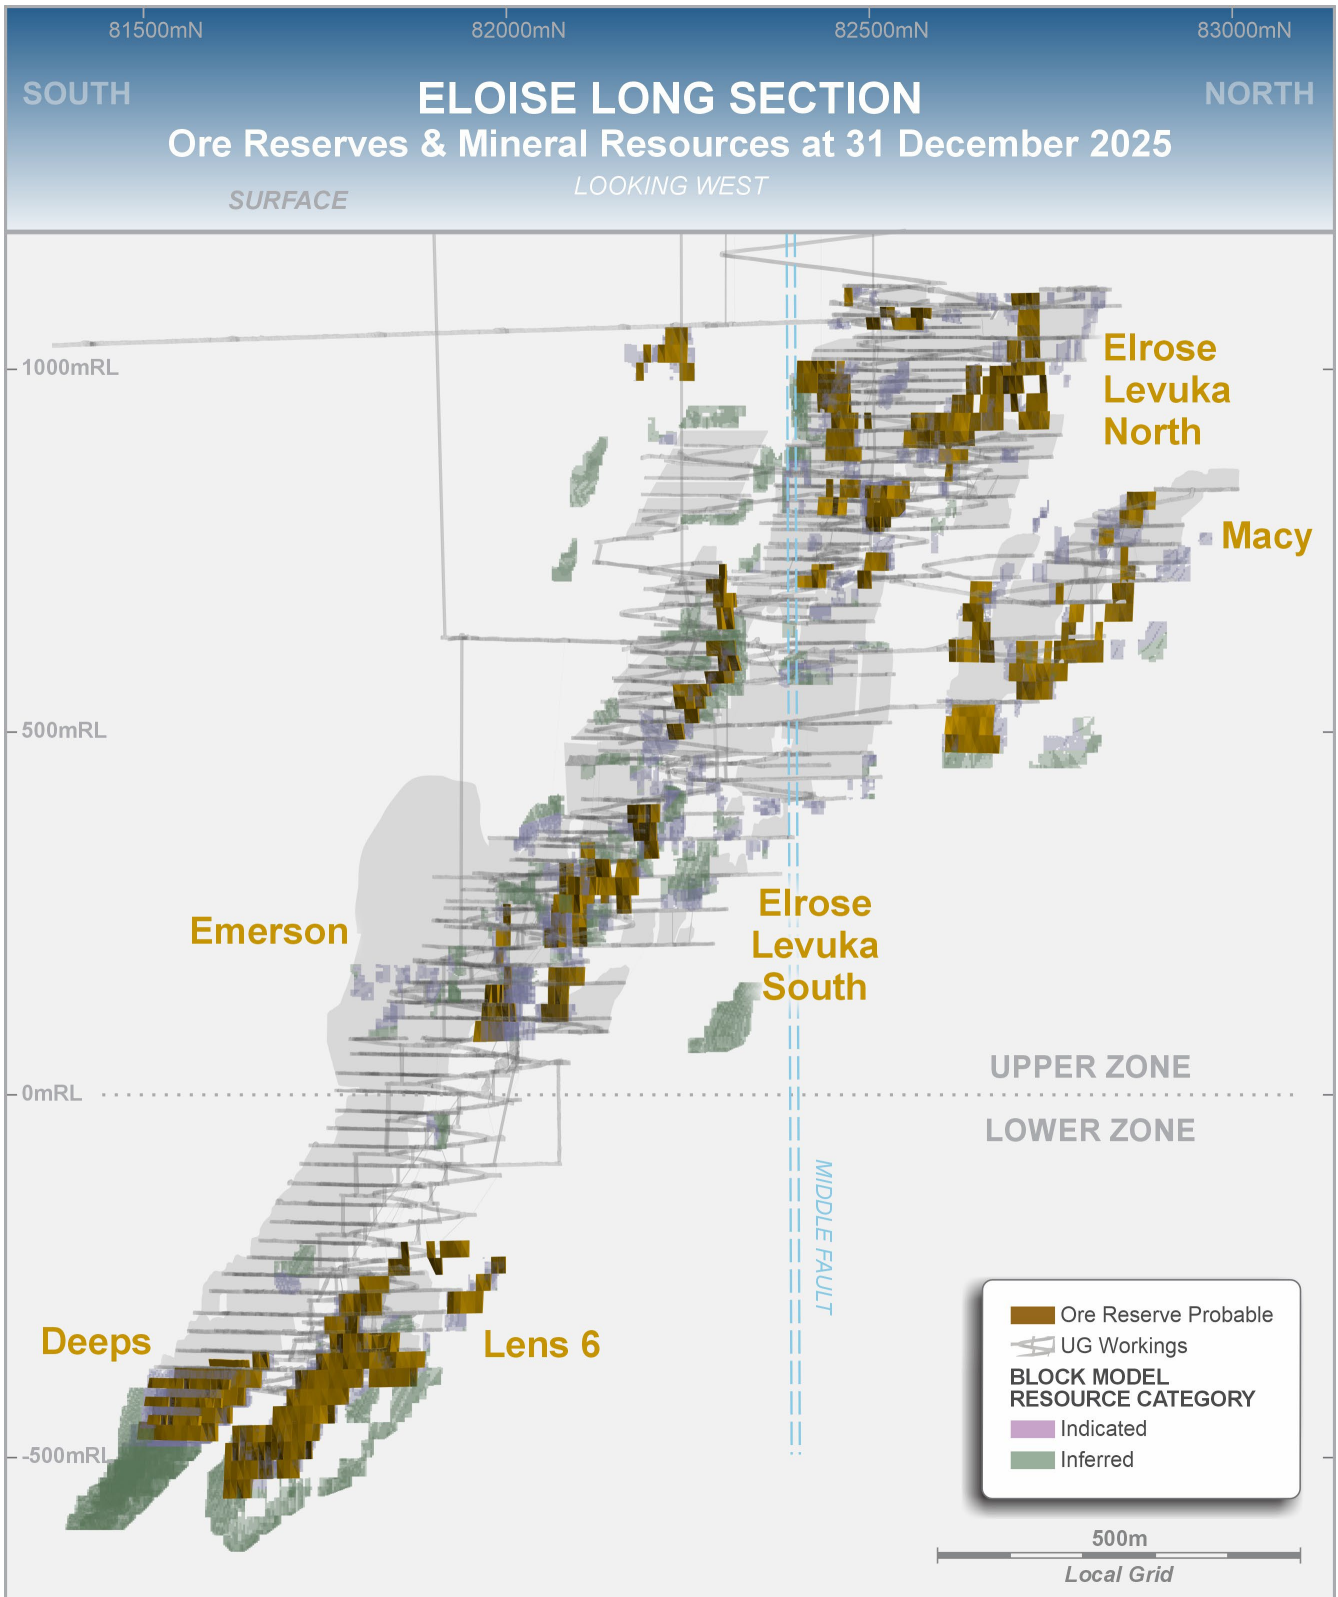 81500mN 82000mN 82500mN 83000mN
SOUTH
NORTH
ELOISE LONG SECTION
Ore Reserves & Mineral Resources at 31 December 2025
LOOKING WEST
SURFACE
1000mRL
Elrose
Levuka
North
Macy
500mRL
Emerson
Elrose
Levuka
South
UPPER ZONE
0mRL
LOWER ZONE
MIDDLE FAULT
Deeps
Lens 6
-500mRL
Ore Reserve Probable
UG Workings
BLOCK MODEL
RESOURCE CATEGORY
Indicated
Inferred
500m
Local Grid